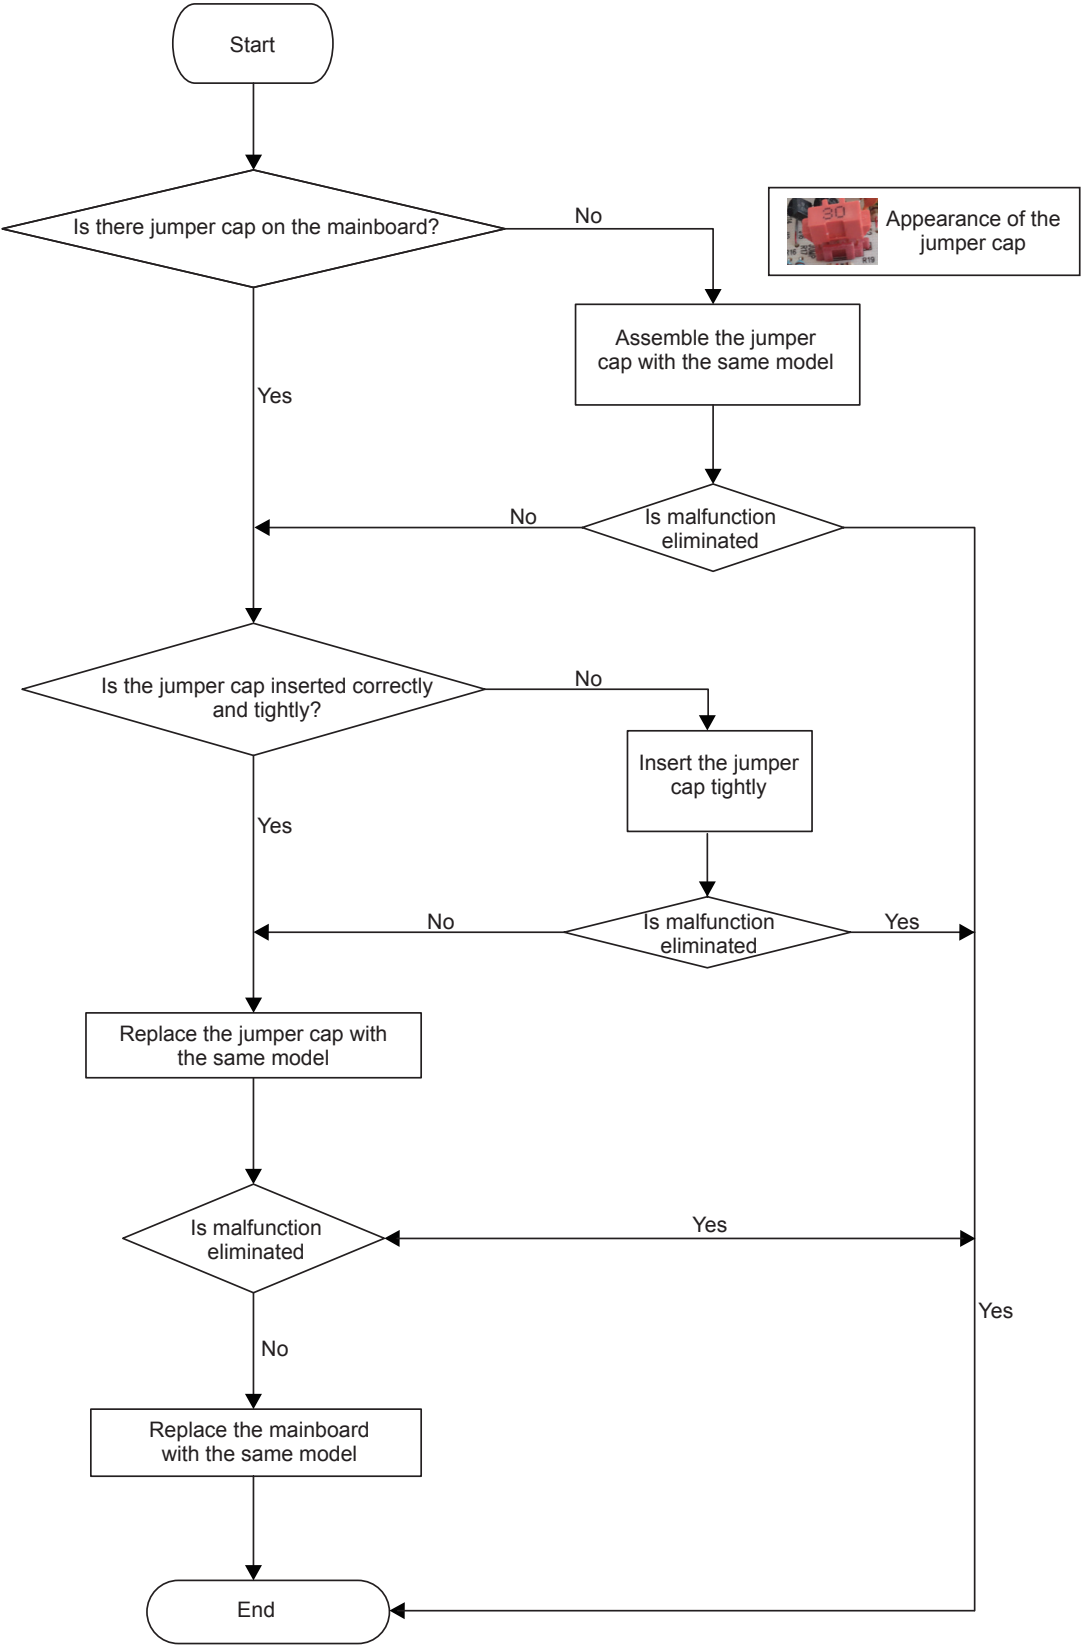 Start
Is there jumper cap on the mainboard?
No
30
Appearance of the
jumper cap
R19
Assemble the jumper
cap with the same model
Yes
No
Is malfunction
eliminated
Is the jumper cap inserted correctly
and tightly?
No
Insert the jumper
cap tightly
Yes
No
Is malfunction
eliminated
Yes
Replace the jumper cap with
the same model
Is malfunction
eliminated
Yes
Yes
No
Replace the mainboard
with the same model
End